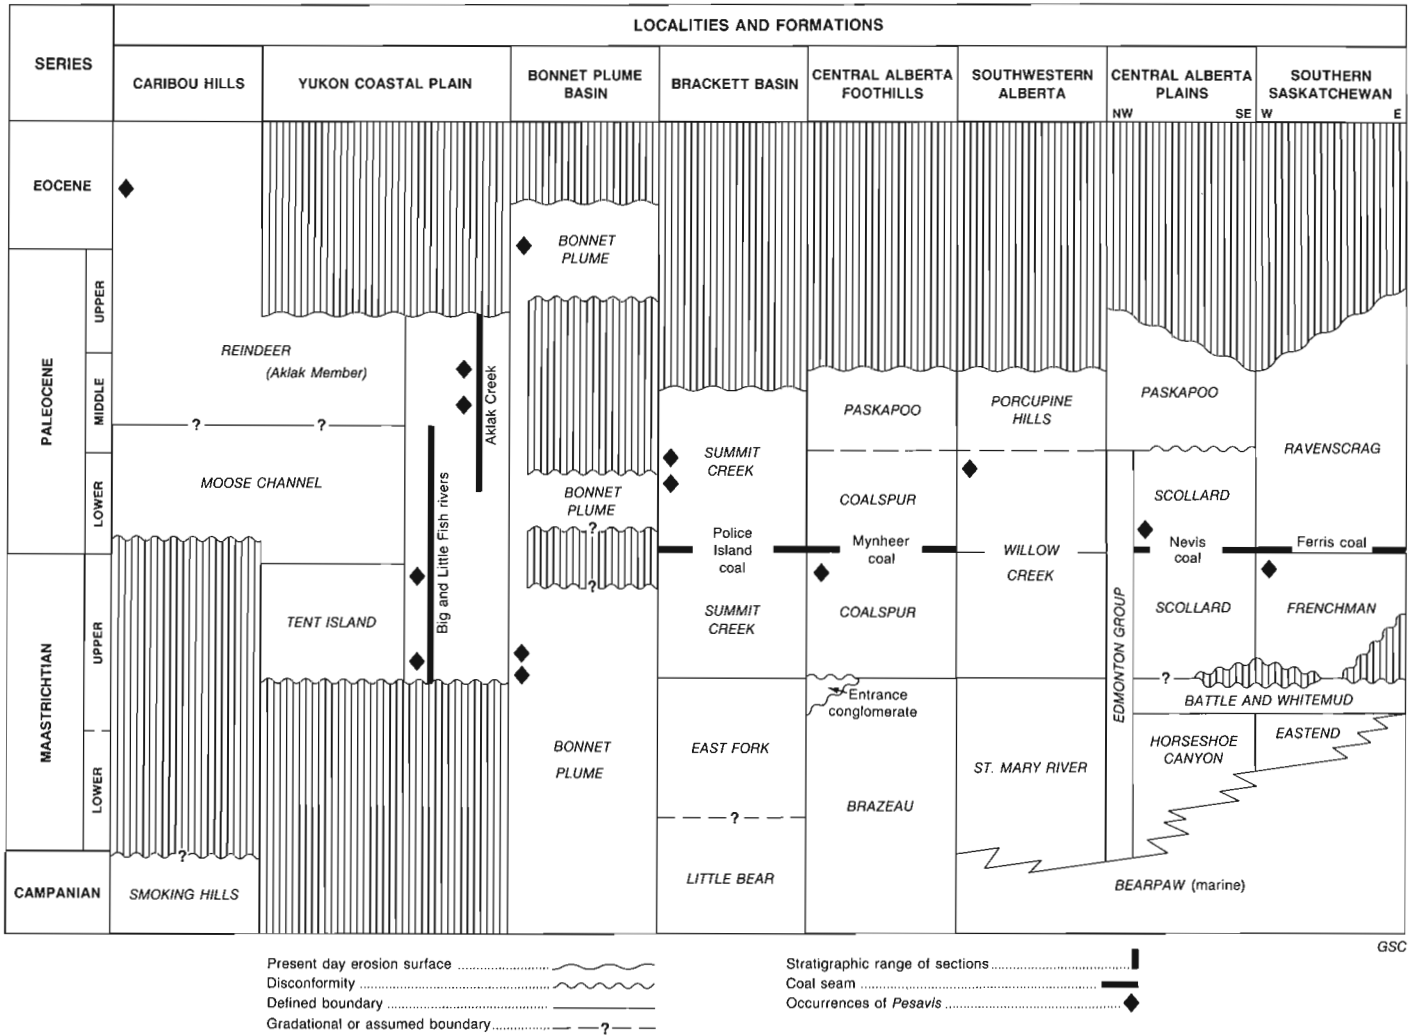 LOCALITIES AND FORMATIONS
SERIES
CARIBOU HILLS
YUKON COASTAL PLAIN
BONNET PLUME
BASIN
BRACKETT BASIN
CENTRAL ALBERTA
FOOTHILLS
SOUTHWESTERN
ALBERTA
CENTRAL ALBERTA
PLAINS
NW SE
SOUTHERN
SASKATCHEWAN
W E
EOCENE
PALEOCENE
UPPER
MIDDLE
LOWER
MAASTRICHTIAN
UPPER
LOWER
CAMPANIAN
REINDEER
(Aklak Member)
? ?
MOOSE CHANNEL
TENT ISLAND
?
SMOKING HILLS
Aklak Creek
Big and Little Fish rivers
BONNET
PLUME
BONNET
PLUME
?
?
BONNET
PLUME
SUMMIT
CREEK
Police
Island
coal
SUMMIT
CREEK
EAST FORK
?
LITTLE BEAR
PASKAPOO
COALSPUR
Mynheer
coal
COALSPUR
Entrance
conglomerate
BRAZEAU
PORCUPINE
HILLS
WILLOW
CREEK
ST. MARY RIVER
PASKAPOO
EDMONTON GROUP
SCOLLARD
Nevis
coal
SCOLLARD
?
BATTLE AND WHITEMUD
HORSESHOE
CANYON
RAVENSCRAG
Ferris coal
FRENCHMAN
EASTEND
BEARPAW (marine)
GSC
Present day erosion surface
Disconformity
Defined boundary
Gradational or assumed boundary ?
Stratigraphic range of sections
Coal seam
Occurrences of Pesavis